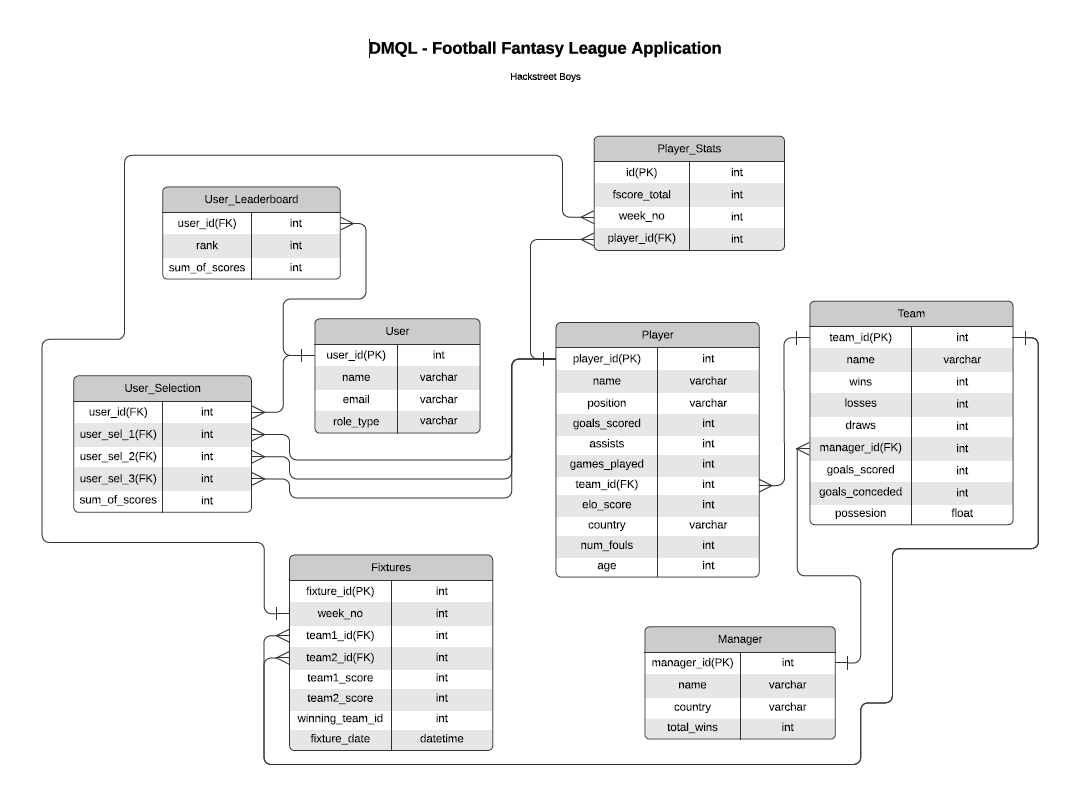 DMQL - Football Fantasy League Application
Hackstreet Boys
Player_Stats
id(PK) int
fscore_total int
week_no int
player_id(FK) int
User_Leaderboard
user_id(FK) int
rank int
sum_of_scores int
User
user_id(PK) int
name varchar
email varchar
role_type varchar
User_Selection
user_id(FK) int
user_sel_1(FK) int
user_sel_2(FK) int
user_sel_3(FK) int
sum_of_scores int
Player
player_id(PK) int
name varchar
position varchar
goals_scored int
assists int
games_played int
team_id(FK) int
elo_score int
country varchar
num_fouls int
age int
Team
team_id(PK) int
name varchar
wins int
losses int
draws int
manager_id(FK) int
goals_scored int
goals_conceded int
possesion float
Fixtures
fixture_id(PK) int
week_no int
team1_id(FK) int
team2_id(FK) int
team1_score int
team2_score int
winning_team_id int
fixture_date datetime
Manager
manager_id(PK) int
name varchar
country varchar
total_wins int